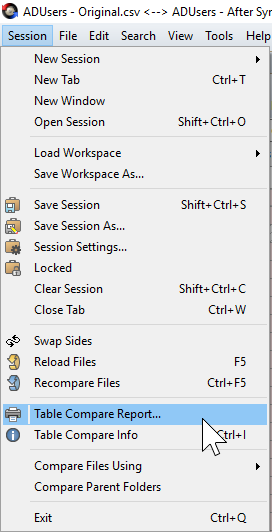 ADUsers - Original.csv <--> ADUsers - After Syn
Session File Edit Search View Tools Help
New Session
New Tab Ctrl+T
New Window
Open Session Shift+Ctrl+O
Load Workspace
Save Workspace As...
Save Session Shift+Ctrl+S
Save Session As...
Session Settings...
Locked
Clear Session Shift+Ctrl+C
Close Tab Ctrl+W
Swap Sides
Reload Files F5
Recompare Files Ctrl+F5
Table Compare Report...
Table Compare Info Ctrl+I
Compare Files Using
Compare Parent Folders
Exit Ctrl+Q